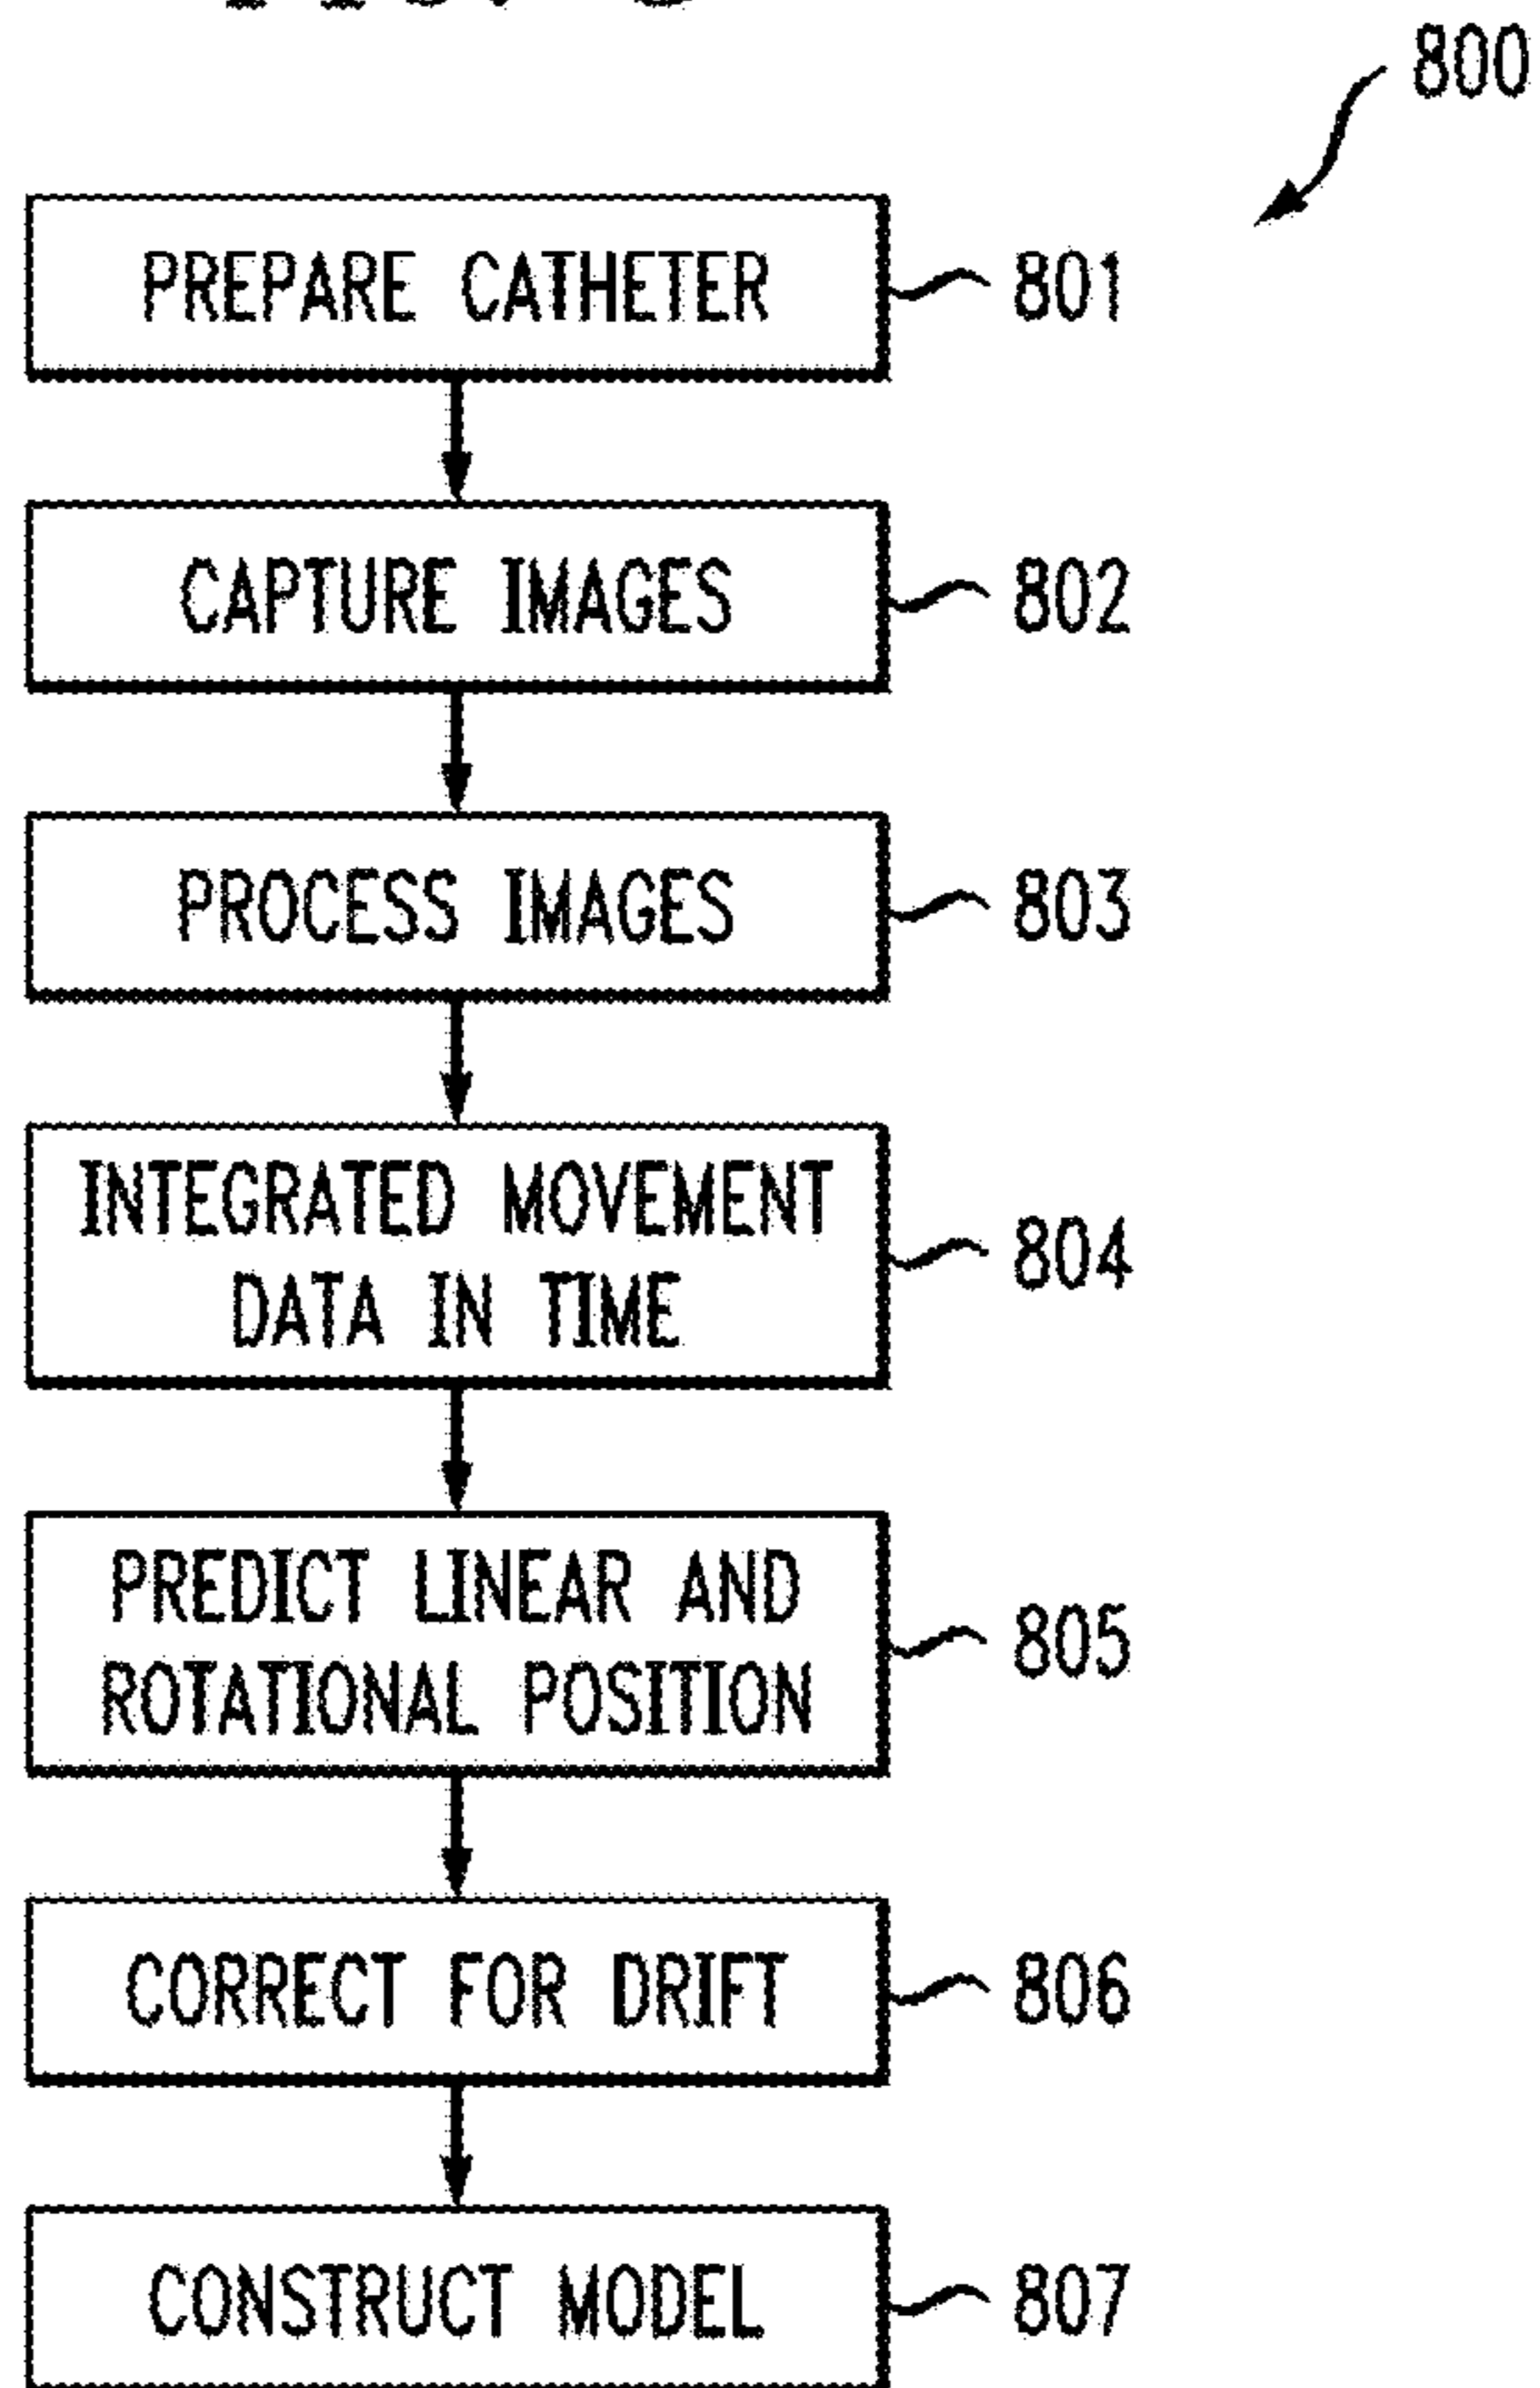 800
PREPARE CATHETER
801
CAPTURE IMAGES
802
PROCESS IMAGES
803
INTEGRATED MOVEMENT
DATA IN TIME
804
PREDICT LINEAR AND
ROTATIONAL POSITION
805
CORRECT FOR DRIFT
806
CONSTRUCT MODEL
807